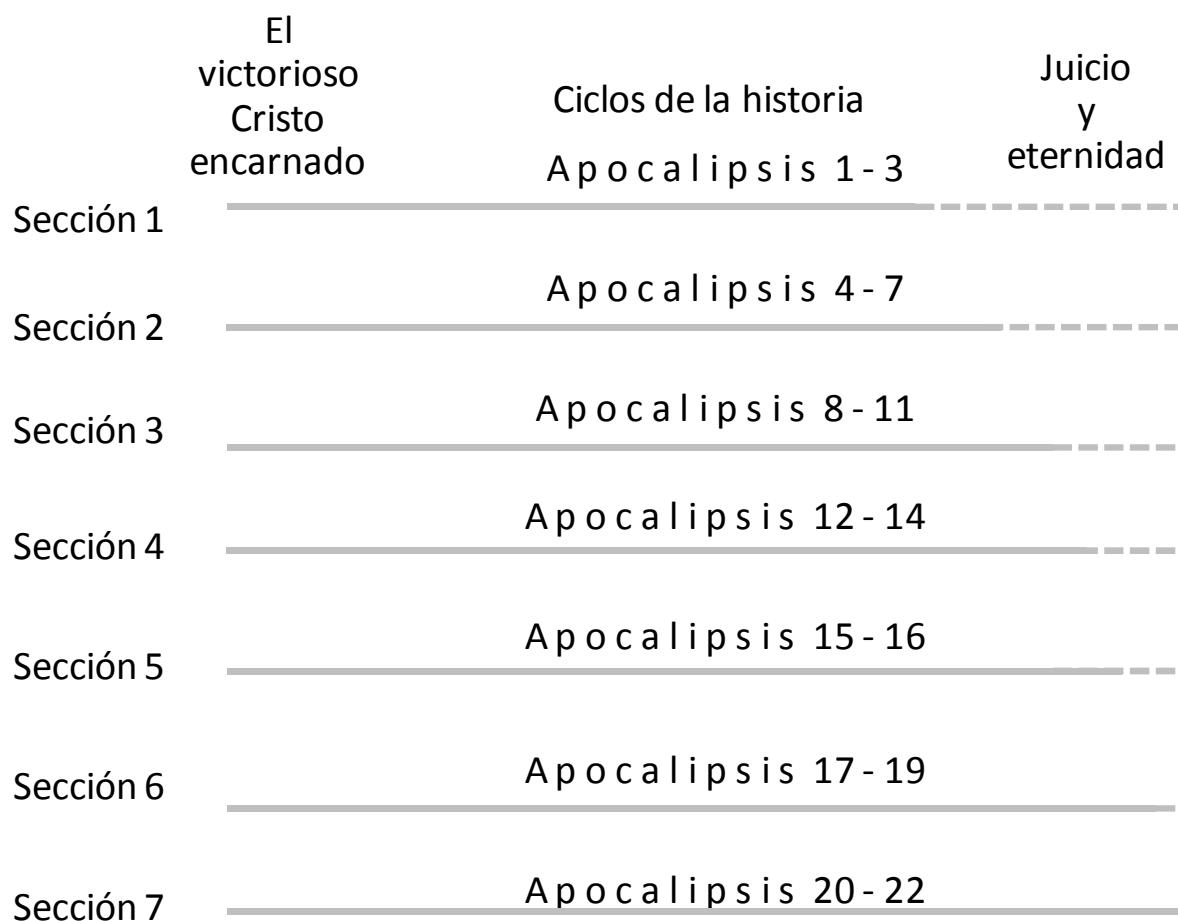 El
victorioso
Cristo
encarnado
Ciclos de la historia
Juicio
y
eternidad
Apocalipsis 1 - 3
Sección 1
Apocalipsis 4 - 7
Sección 2
Apocalipsis 8 - 11
Sección 3
Apocalipsis 12 - 14
Sección 4
Apocalipsis 15 - 16
Sección 5
Apocalipsis 17 - 19
Sección 6
Apocalipsis 20 - 22
Sección 7